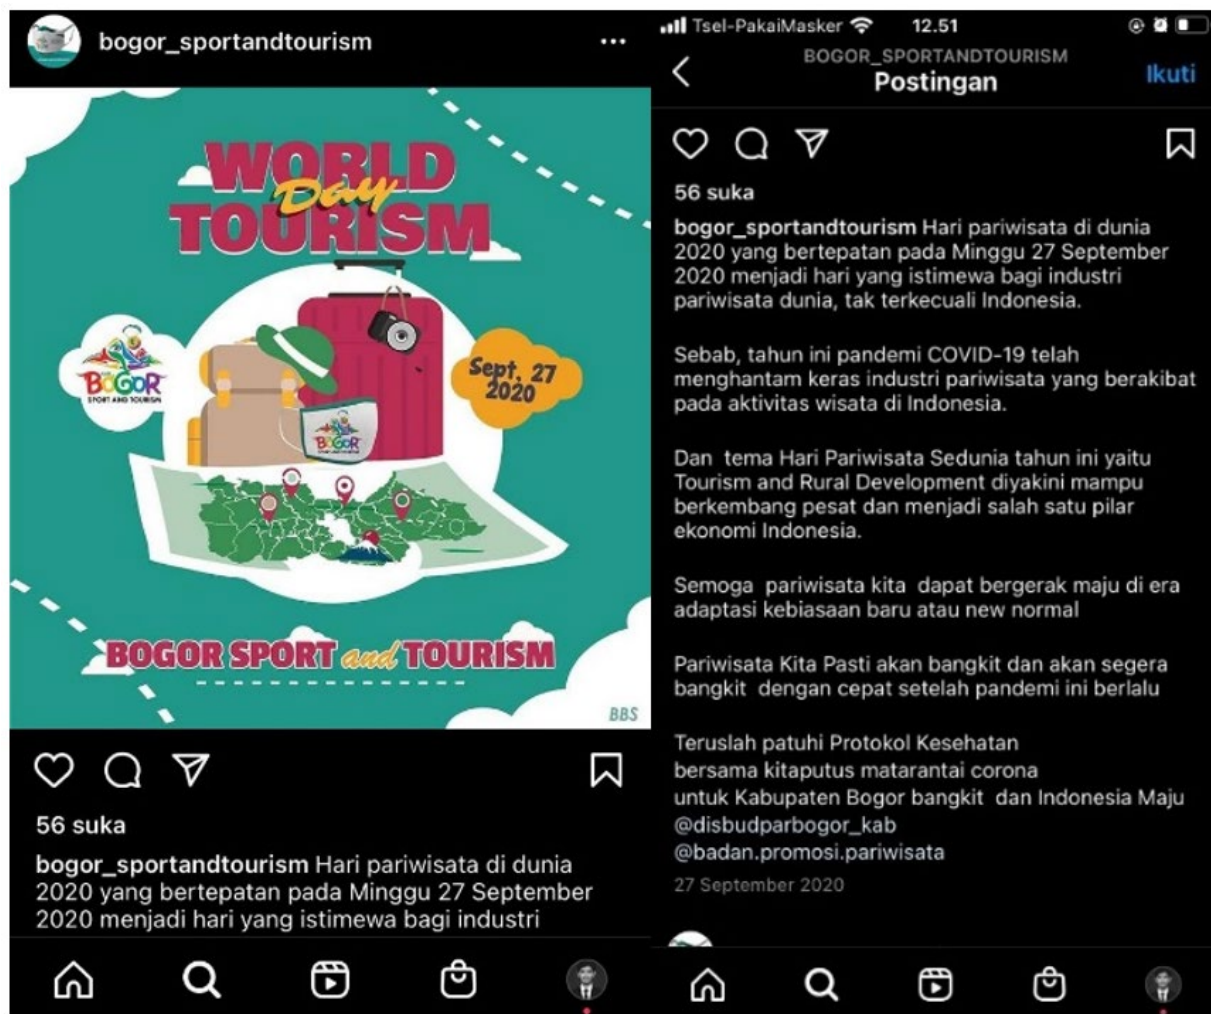 bogor_sportandtourism
WORLD
Day
TOURISM
BOGOR
SPORT AND TOURISM
Sept, 27
2020
BOGOR
BOGOR SPORT and TOURISM
BBS
56 suka
bogor_sportandtourism Hari pariwisata di dunia
2020 yang bertepatan pada Minggu 27 September
2020 menjadi hari yang istimewa bagi industri
Tsel-PakaiMasker 12.51
BOGOR_SPORTANDTOURISM
Postingan
Ikuti
56 suka
bogor_sportandtourism Hari pariwisata di dunia
2020 yang bertepatan pada Minggu 27 September
2020 menjadi hari yang istimewa bagi industri
pariwisata dunia, tak terkecuali Indonesia.
Sebab, tahun ini pandemi COVID-19 telah
menghantam keras industri pariwisata yang berakibat
pada aktivitas wisata di Indonesia.
Dan tema Hari Pariwisata Sedunia tahun ini yaitu
Tourism and Rural Development diyakini mampu
berkembang pesat dan menjadi salah satu pilar
ekonomi Indonesia.
Semoga pariwisata kita dapat bergerak maju di era
adaptasi kebiasaan baru atau new normal
Pariwisata Kita Pasti akan bangkit dan akan segera
bangkit dengan cepat setelah pandemi ini berlalu
Teruslah patuhi Protokol Kesehatan
bersama kitaputus matarantai corona
untuk Kabupaten Bogor bangkit dan Indonesia Maju
@disbudparbogor_kab
@badan.promosi.pariwisata
27 September 2020